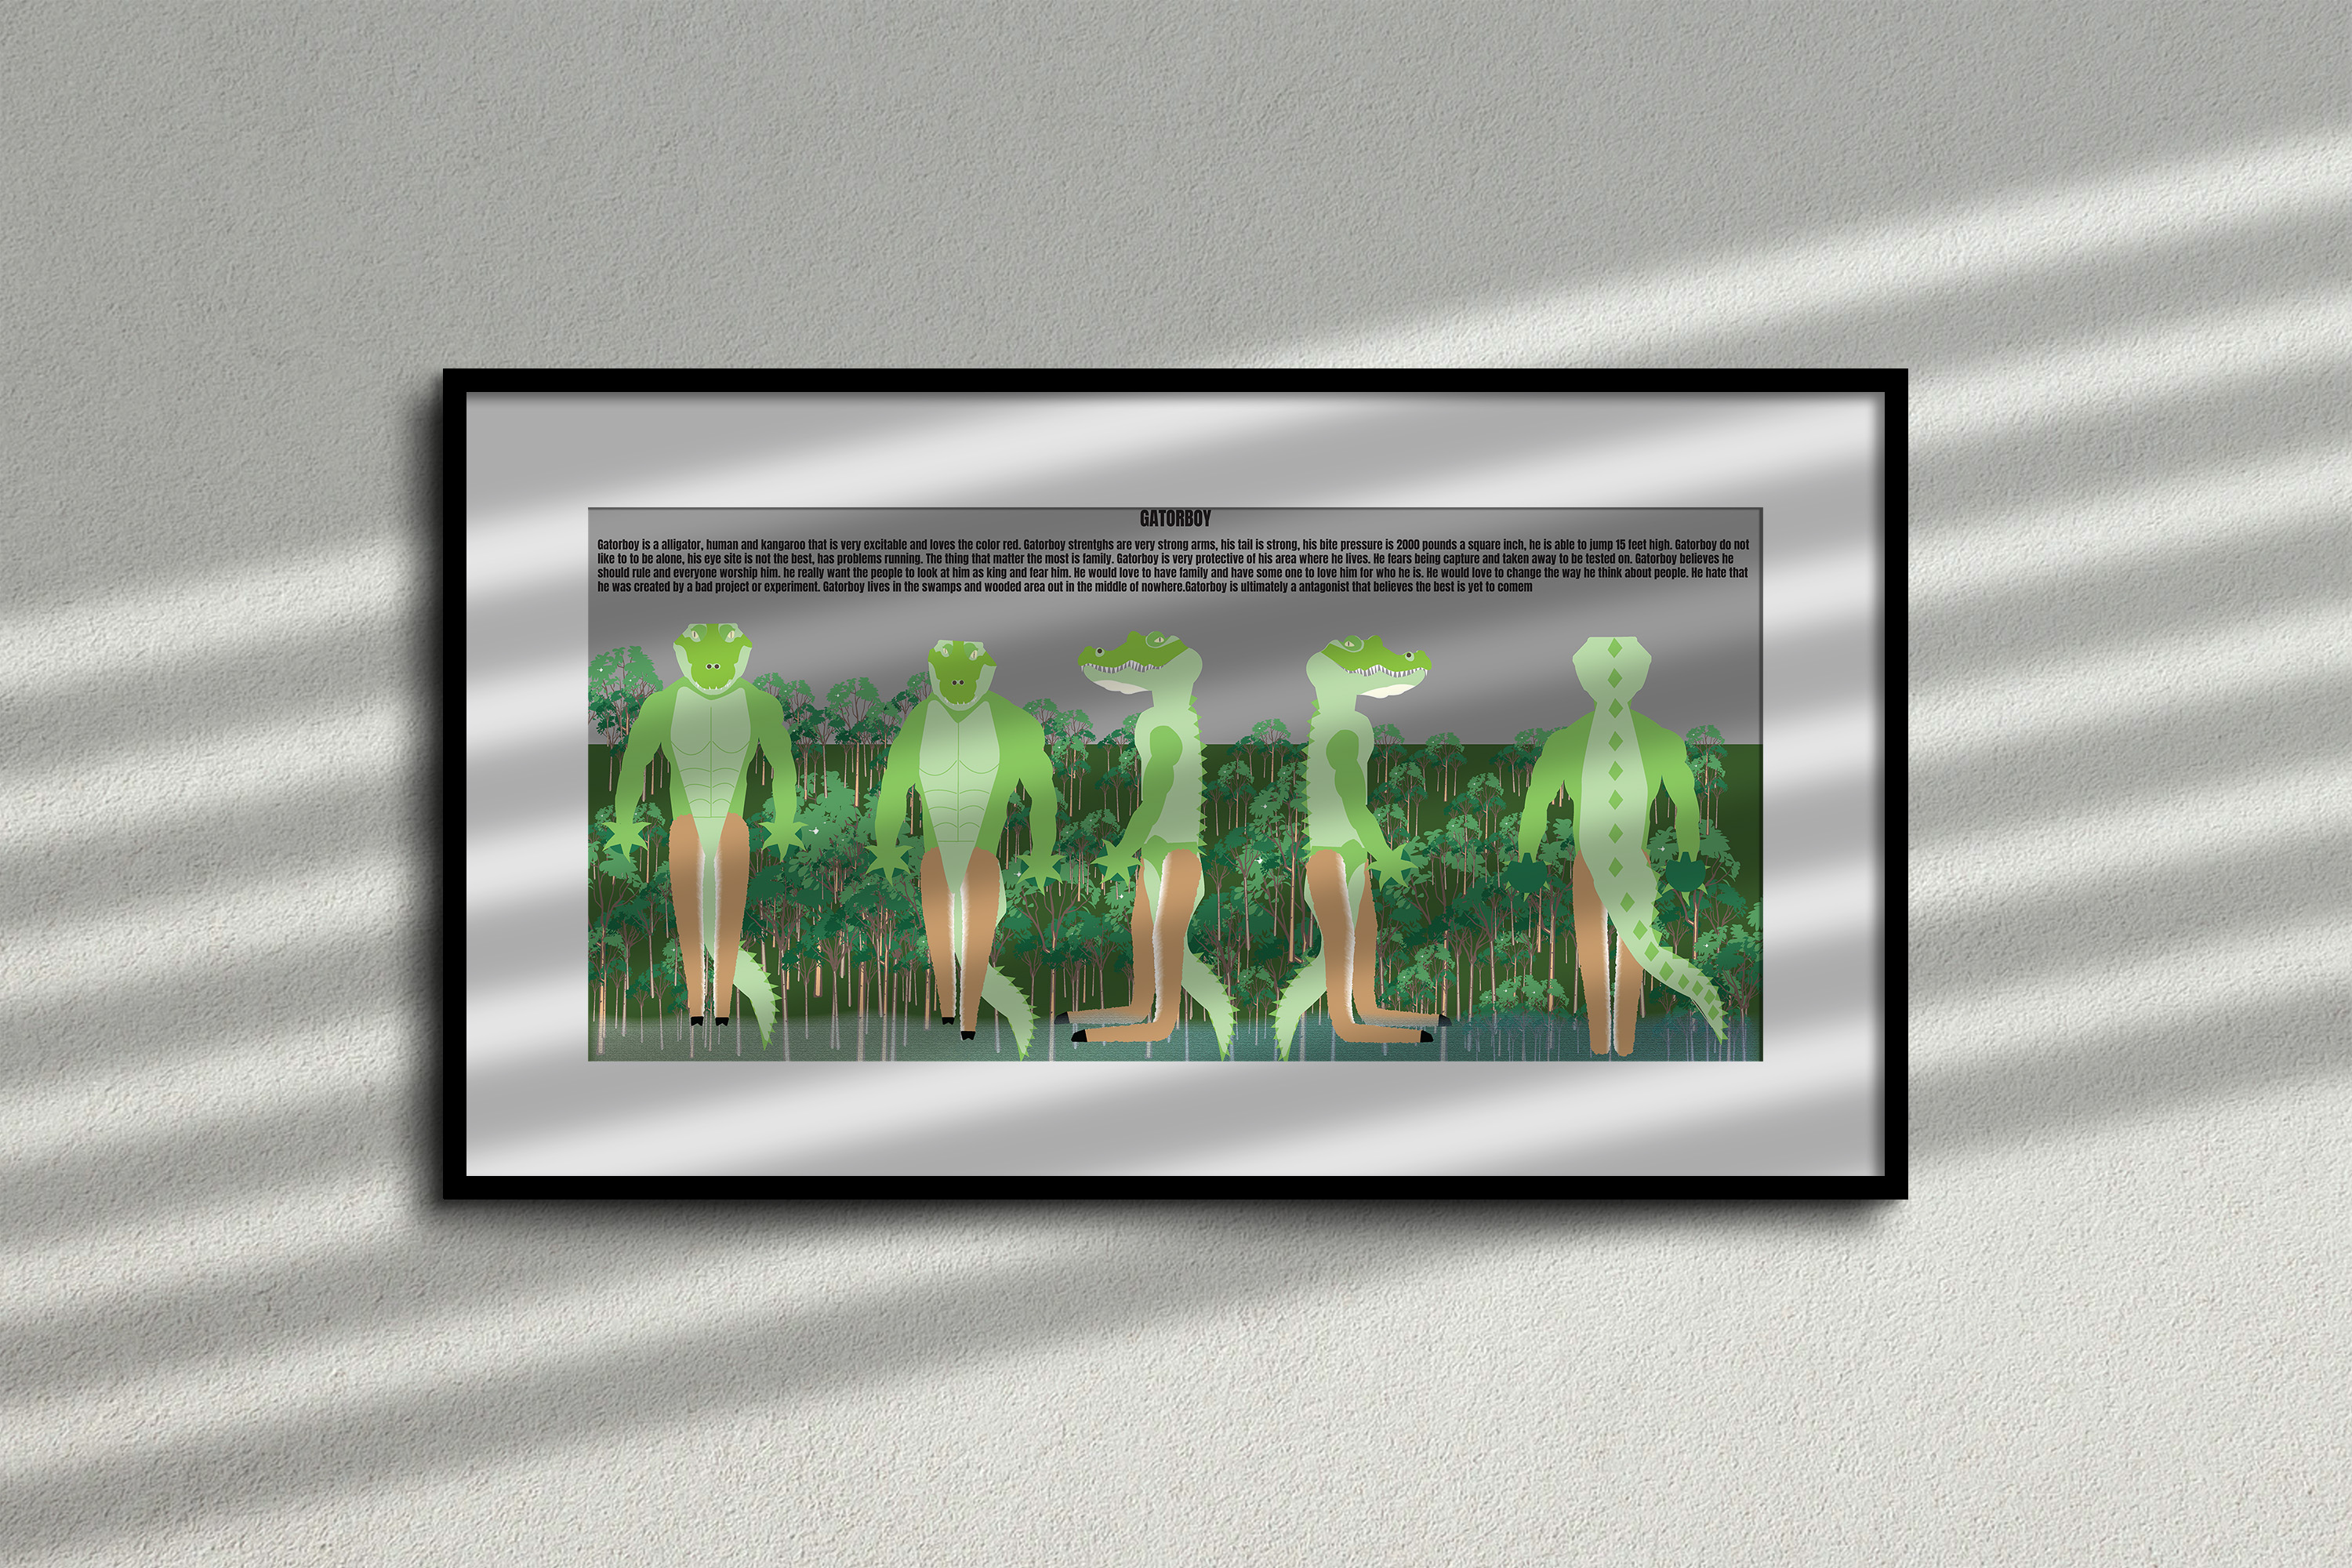 GATORBOY
Gatorboy is a alligator, human and kangaroo that is very excitable and loves the color red. Gatorboy strentghs are very strong arms, his tail is strong, his bite pressure is 2000 pounds a square inch, he is able to jump 15 feet high. Gatorboy do not
like to to be alone, his eye site is not the best, has problems running. The thing that matter the most is family. Gatorboy is very protective of his area where he lives. He fears being capture and taken away to be tested on. Gatorboy believes he
should rule and everyone worship him. he really want the people to look at him as king and fear him. He would love to have family and have some one to love him for who he is. He would love to change the way he think about people. He hate that
he was created by a bad project or experiment. Gatorboy lives in the swamps and wooded area out in the middle of nowhere.Gatorboy is ultimately a antagonist that believes the best is yet to comem